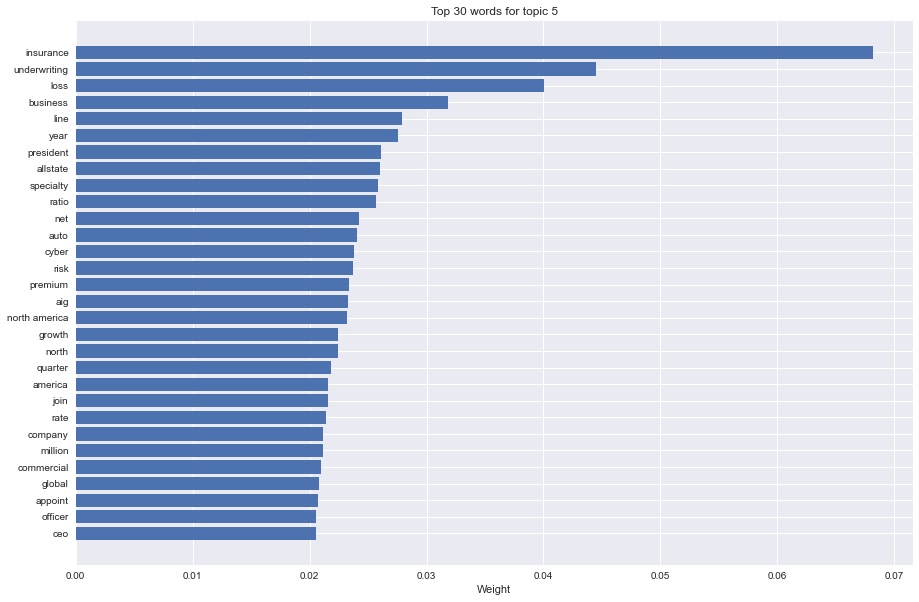 Top 30 words for topic 5
insurance
underwriting
loss
business
line
year
president
allstate
specialty
ratio
net
auto
cyber
risk
premium
aig
north america
growth
north
quarter
america
join
rate
company
million
commercial
global
appoint
officer
ceo
0.00 0.01 0.02 0.03 0.04 0.05 0.06 0.07
Weight